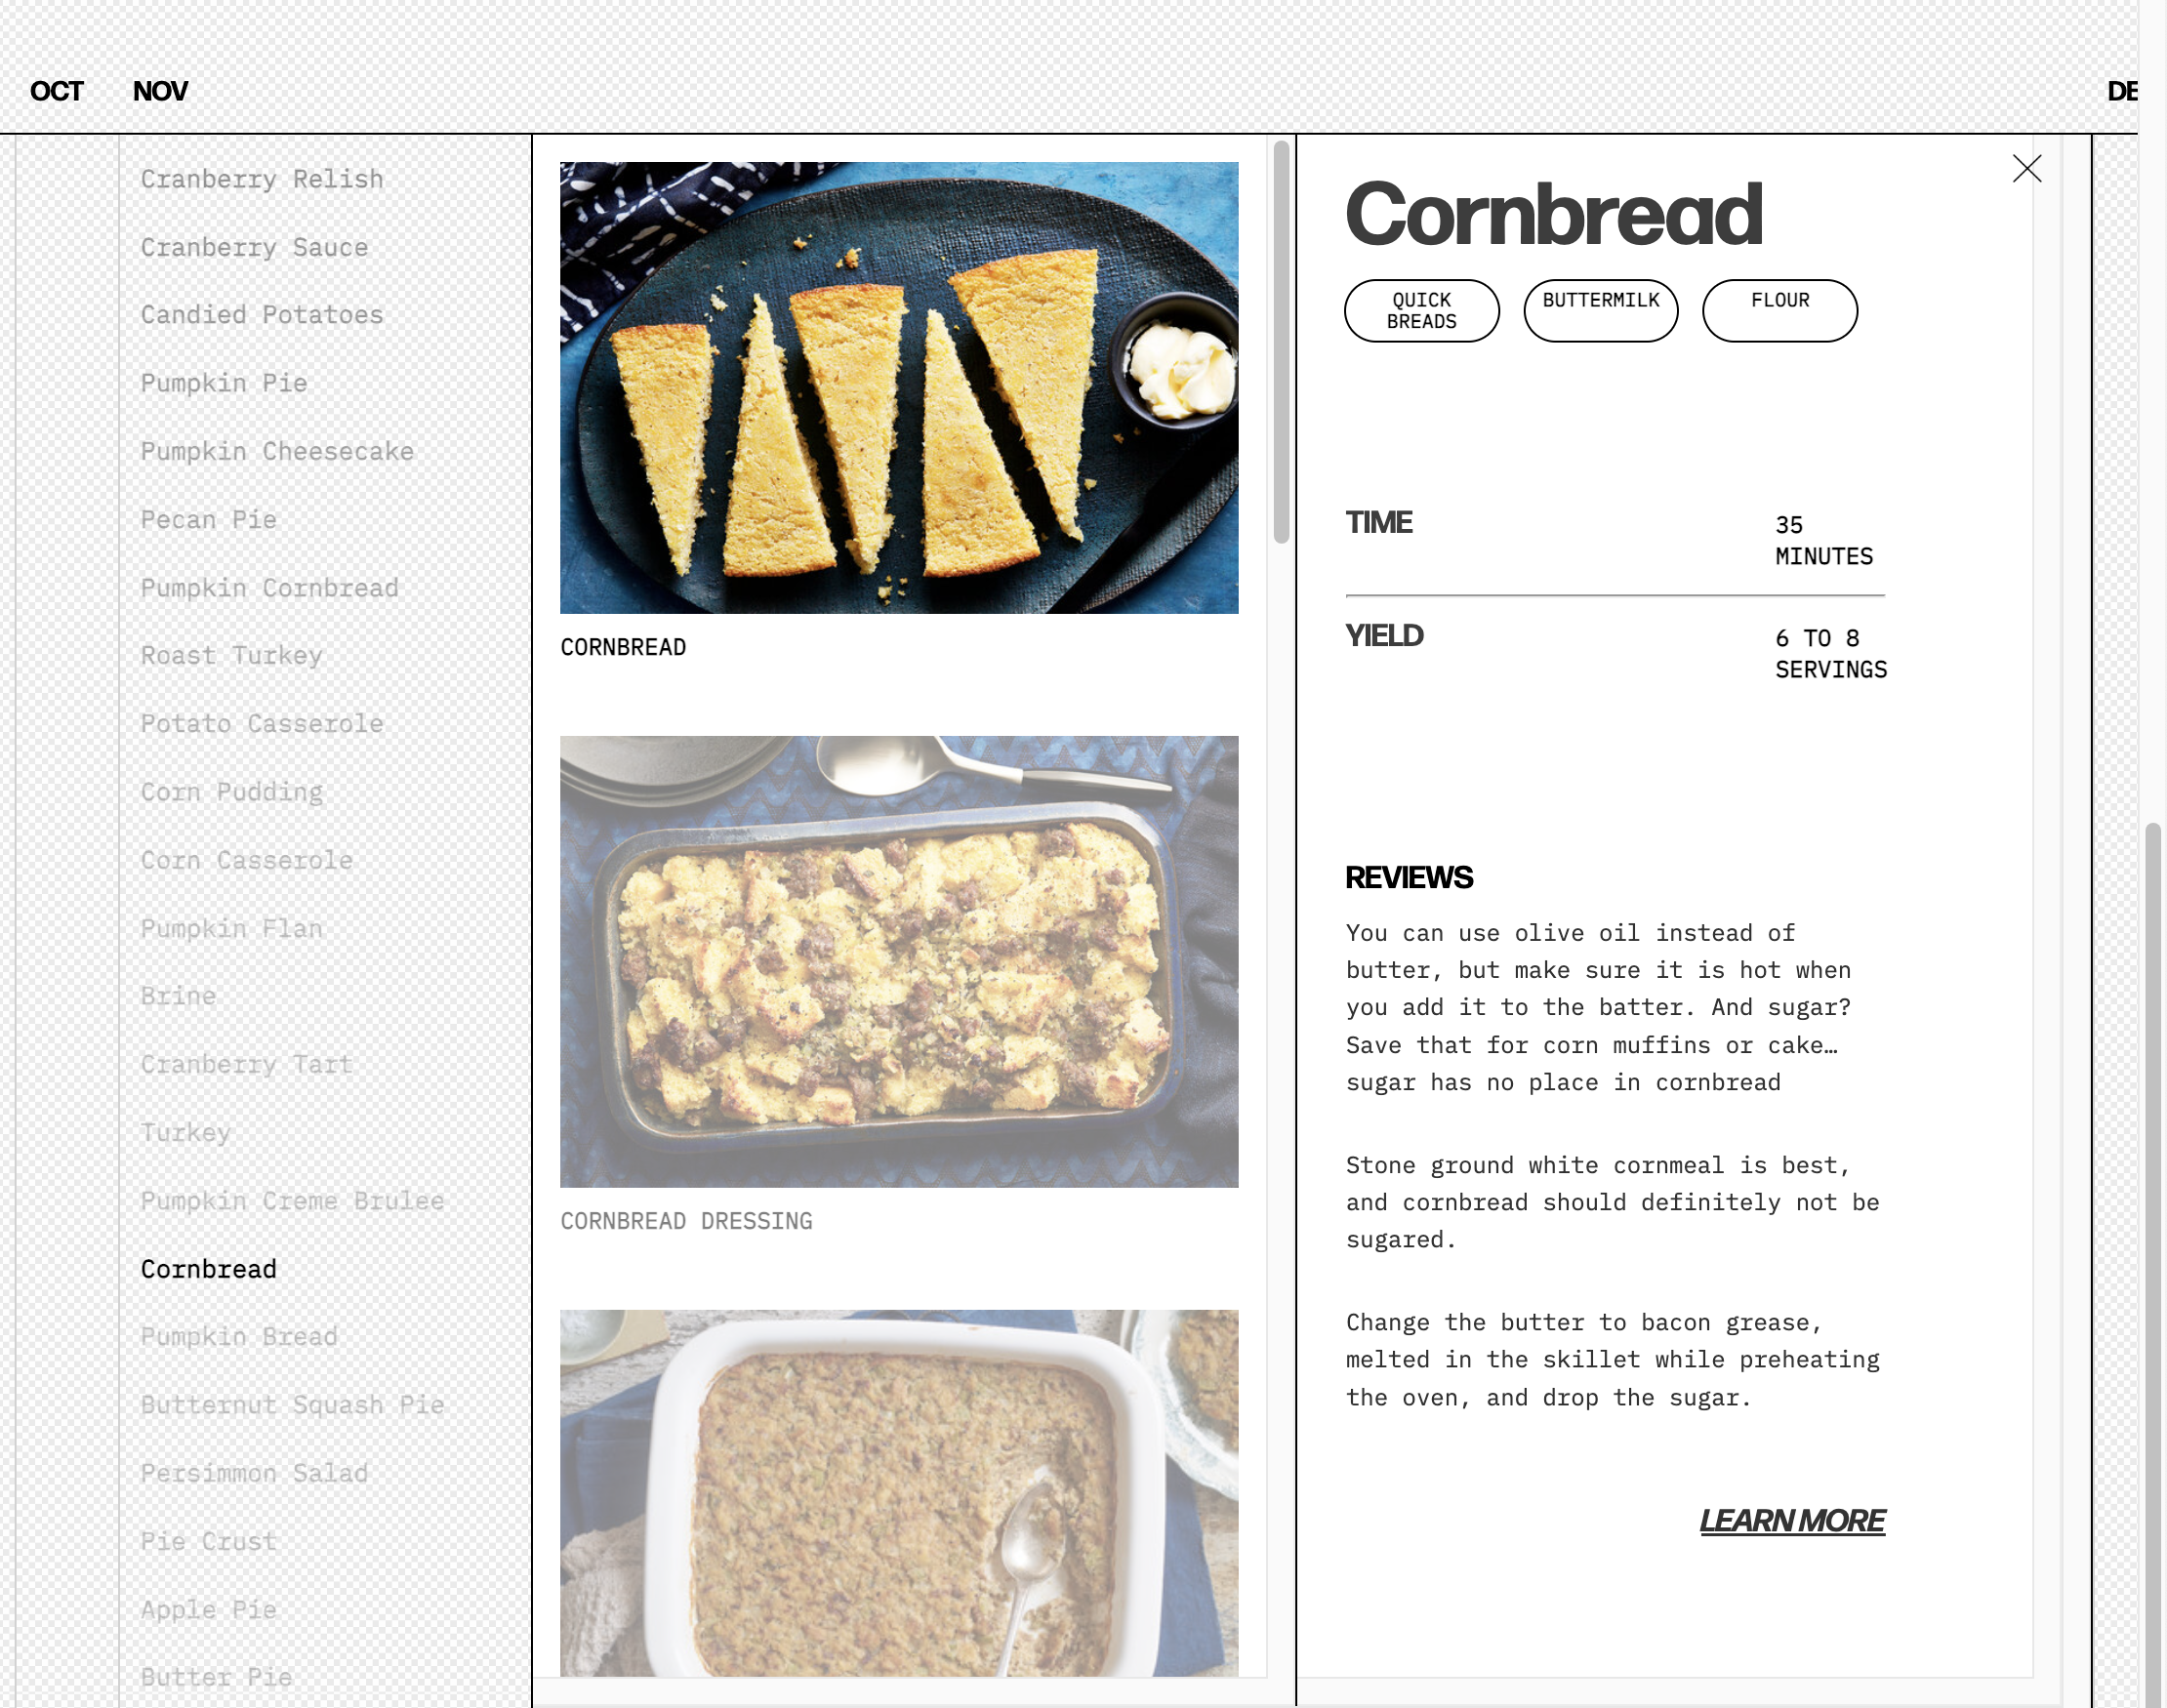 OCT
NOV
DE
Cranberry Relish
Cranberry Sauce
Candied Potatoes
Pumpkin Pie
Pumpkin Cheesecake
Pecan Pie
Pumpkin Cornbread
Roast Turkey
Potato Casserole
Corn Pudding
Corn Casserole
Pumpkin Flan
Brine
Cranberry Tart
Turkey
Pumpkin Creme Brulee
Cornbread
Pumpkin Bread
Butternut Squash Pie
Persimmon Salad
Pie Crust
Apple Pie
Butter Pie
CORNBREAD
CORNBREAD DRESSING
Cornbread
QUICK
BREADS
BUTTERMILK
FLOUR
TIME
35
MINUTES
YIELD
6 TO 8
SERVINGS
REVIEWS
You can use olive oil instead of
butter, but make sure it is hot when
you add it to the batter. And sugar?
Save that for corn muffins or cake…
sugar has no place in cornbread
Stone ground white cornmeal is best,
and cornbread should definitely not be
sugared.
Change the butter to bacon grease,
melted in the skillet while preheating
the oven, and drop the sugar.
LEARN MORE